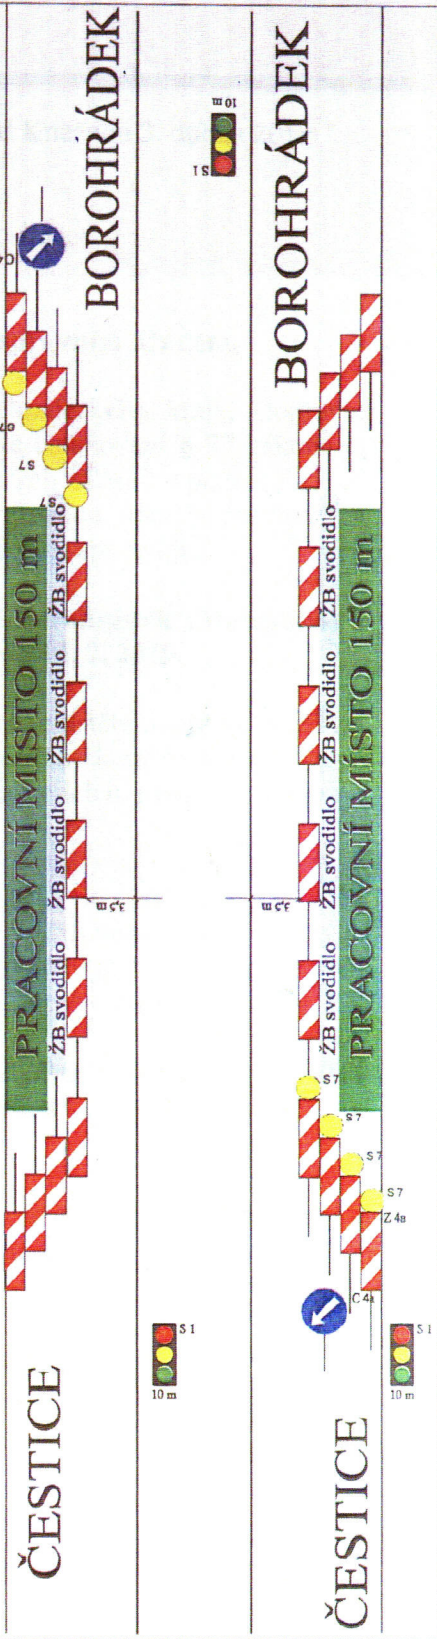 BOROHRÁDEK
BOROHRÁDEK
10 m
S 1
S 7
S 7
ŽB svodidlo
ŽB svodidlo
ŽB svodidlo
ŽB svodidlo
PRACOVNÍ MÍSTO 150 m
3,5 m
3,5 m
ŽB svodidlo
ŽB svodidlo
ŽB svodidlo
ŽB svodidlo
PRACOVNÍ MÍSTO 150 m
S 7
S 7
S 7
S 7
Z 4a
C 4a
S 1
10 m
S 1
10 m
ČESTICE
ČESTICE